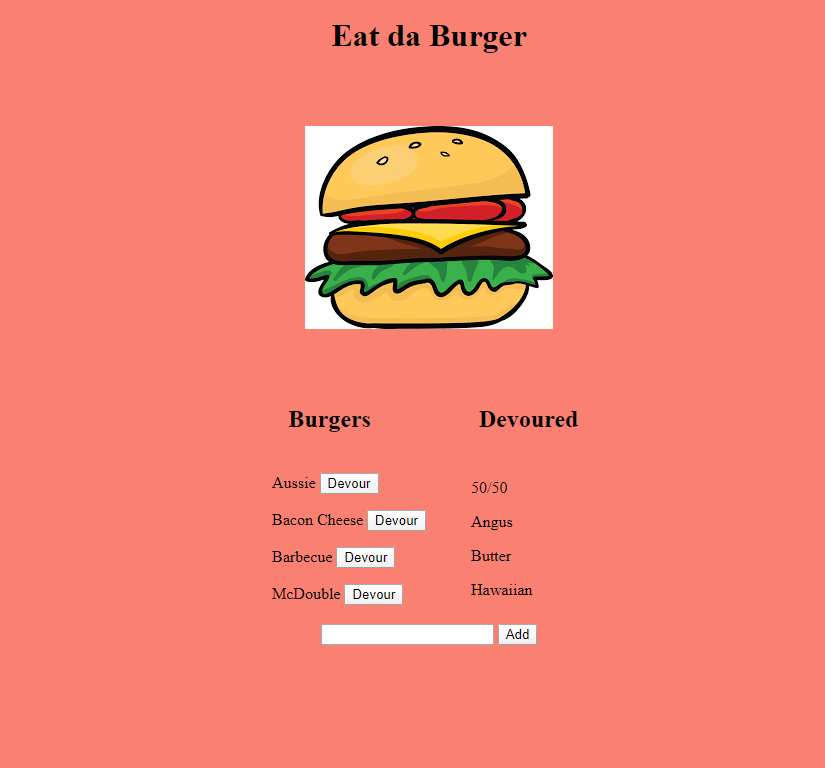 Eat da Burger
Burgers
Aussie Devour
Bacon Cheese Devour
Barbecue Devour
McDouble Devour
Devoured
50/50
Angus
Butter
Hawaiian
Add